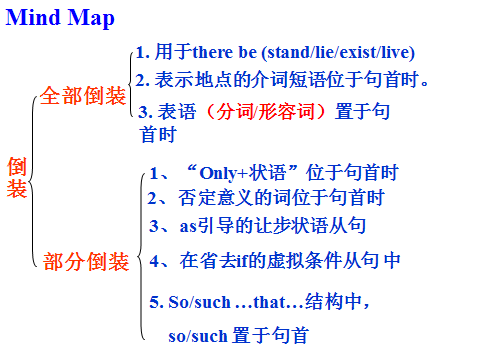 Mind Map
1. 用于there be (stand/lie/exist/live)
2. 表示地点的介词短语位于句首时。
全部倒装
3. 表语（分词/形容词）置于句
首时
倒装
1、“Only+状语”位于句首时
2、否定意义的词位于句首时
3、as引导的让步状语从句
部分倒装
4、在省去if的虚拟条件从句 中
5. So/such …that…结构中，
so/such 置于句首